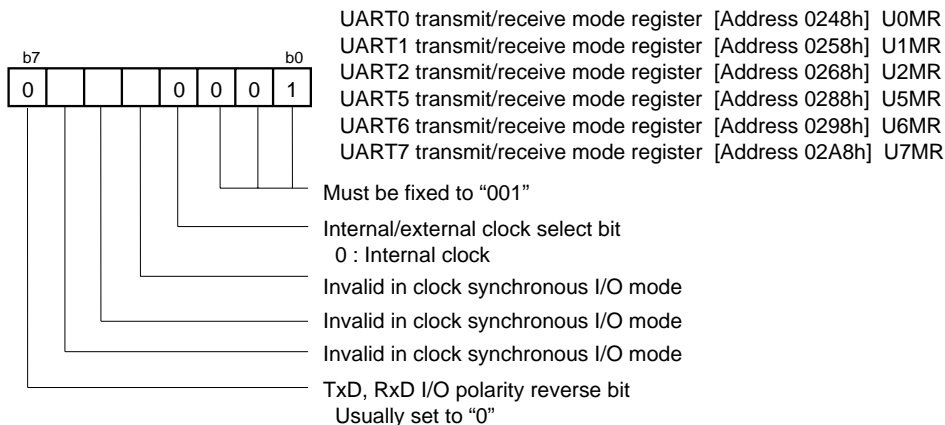 UART0 transmit/receive mode register [Address 0248h] U0MR
UART1 transmit/receive mode register [Address 0258h] U1MR
UART2 transmit/receive mode register [Address 0268h] U2MR
UART5 transmit/receive mode register [Address 0288h] U5MR
UART6 transmit/receive mode register [Address 0298h] U6MR
UART7 transmit/receive mode register [Address 02A8h] U7MR
b7 b0
0 0 0 0 1
Must be fixed to “001”
Internal/external clock select bit
0 : Internal clock
Invalid in clock synchronous I/O mode
Invalid in clock synchronous I/O mode
Invalid in clock synchronous I/O mode
TxD, RxD I/O polarity reverse bit
Usually set to “0”